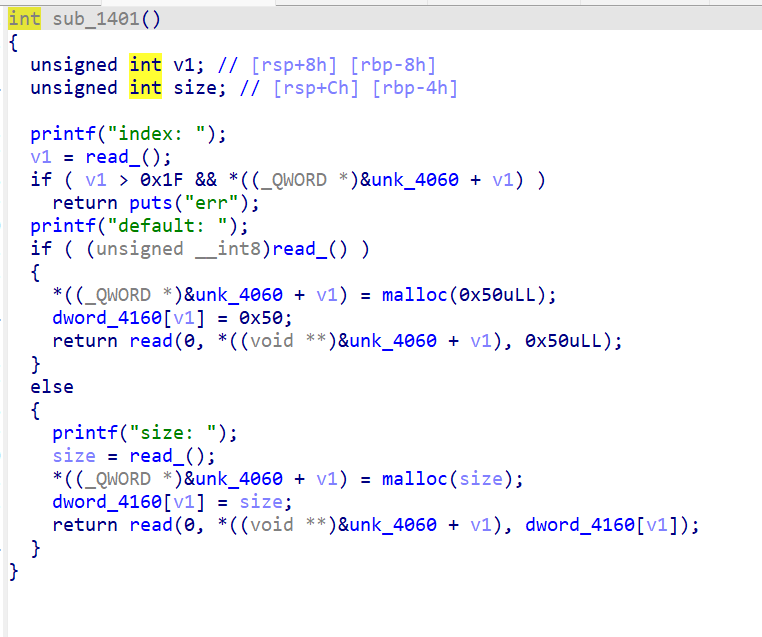 int sub_1401()
{
  unsigned int v1; // [rsp+8h] [rbp-8h]
  unsigned int size; // [rsp+Ch] [rbp-4h]

  printf("index: ");
  v1 = read_();
  if ( v1 > 0x1F && *((_QWORD *)&unk_4060 + v1) )
    return puts("err");
  printf("default: ");
  if ( (unsigned __int8)read_() )
  {
    *((_QWORD *)&unk_4060 + v1) = malloc(0x50uLL);
    dword_4160[v1] = 0x50;
    return read(0, *((void **)&unk_4060 + v1), 0x50uLL);
  }
  else
  {
    printf("size: ");
    size = read_();
    *((_QWORD *)&unk_4060 + v1) = malloc(size);
    dword_4160[v1] = size;
    return read(0, *((void **)&unk_4060 + v1), dword_4160[v1]);
  }
}